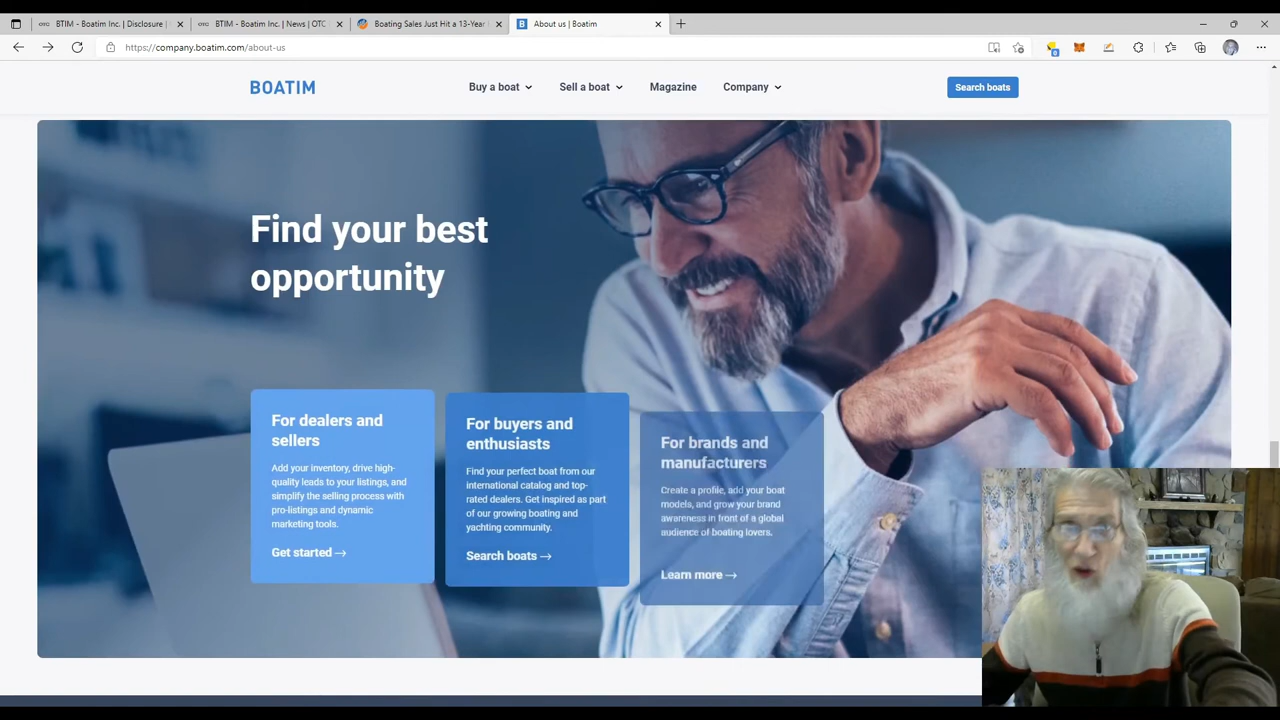 BTIM - Boatim Inc. | Disclosure |
BTIM - Boatim Inc. | News | OTC
Boating Sales Just Hit a 13-Year
About us | Boatim
https://company.boatim.com/about-us
BOATIM
Buy a boat
Sell a boat
Magazine
Company
Search boats
Find your best
opportunity
For dealers and
sellers
Add your inventory, drive high-
quality leads to your listings, and
simplify the selling process with
pro-listings and dynamic
marketing tools.
Get started →
For buyers and
enthusiasts
Find your perfect boat from our
international catalog and top-
rated dealers. Get inspired as part
of our growing boating and
yachting community.
Search boats →
For brands and
manufacturers
Create a profile, add your boat
models, and grow your brand
awareness in front of a global
audience of boating lovers.
Learn more →